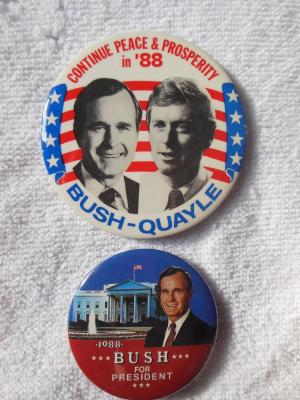 CONTINUE PEACE & PROSPERITY
in '88
BUSH-QUAYLE
·1988·
BUSH
FOR
PRESIDENT